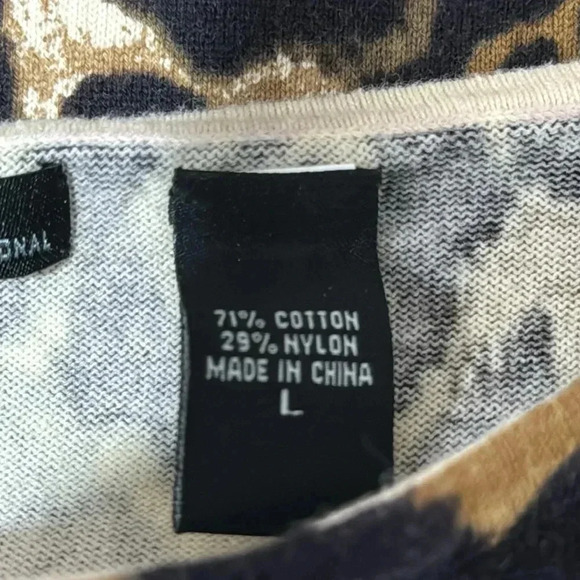 71% COTTON
29% NYLON
MADE IN CHINA
L